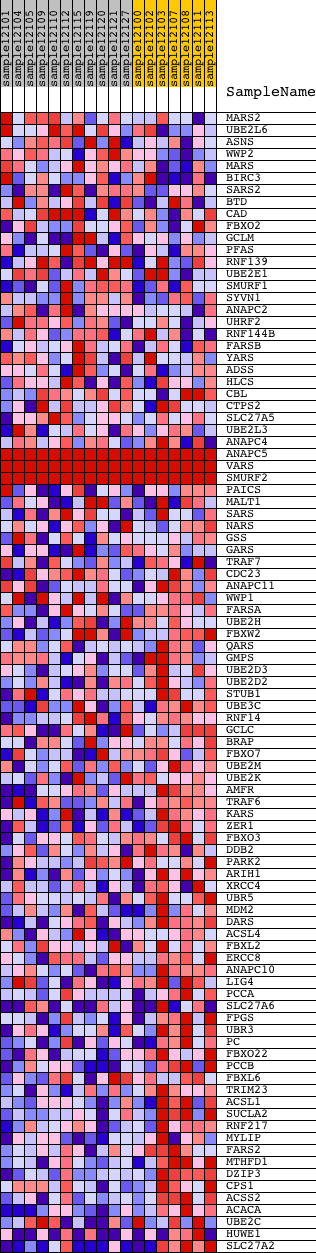 sample12101
sample12104
sample12105
sample12110
sample12112
sample12115
sample12120
sample12100
sample12102
sample12103
sample12107
sample12108
sample12111
SampleName
MARS2
UBE2L6
ASNS
WWP2
MARS
BIRC3
SARS2
BTD
CAD
FBXO2
GCLM
PFAS
RNF139
UBE2E1
SMURF1
SYVN1
ANAPC2
UHRF2
RNF144B
FARSB
YARS
ADSS
HLCS
CBL
CTPS2
SLC27A5
UBE2L3
ANAPC4
ANAPC5
VARS
SMURF2
PAICS
MALT1
SARS
NARS
GSS
GARS
TRAF7
CDC23
ANAPC11
WWP1
FARSA
UBE2H
FBXW2
QARS
GMPS
UBE2D3
UBE2D2
STUB1
UBE3C
RNF14
GCLC
BRAP
FBXO7
UBE2M
UBE2K
AMFR
TRAF6
KARS
ZER1
FBXO3
DDB2
PARK2
ARIH1
XRCC4
UBR5
MDM2
DARS
ACSL4
FBXL2
ERCC8
ANAPC10
LIG4
PCCA
SLC27A6
FPGS
UBR3
PC
FBXO22
PCCB
FBXL6
TRIM23
ACSL1
SUCLA2
RNF217
MYLIP
FARS2
MTHFD1
DZIP3
CPS1
ACSS2
ACACA
UBE2C
HUWE1
SLC27A2